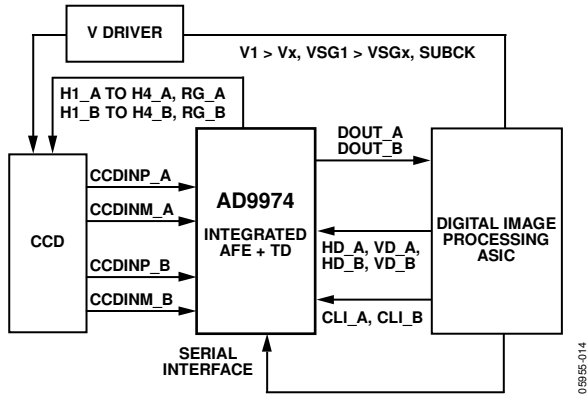 V DRIVER
V1 > Vx, VSG1 > VSGx, SUBCK
H1_A TO H4_A, RG_A
H1_B TO H4_B, RG_B
DOUT_A
DOUT_B
CCDINP_A
CCDINM_A
CCD
CCDINP_B
CCDINM_B
AD9974
INTEGRATED
AFE + TD
HD_A, VD_A,
HD_B, VD_B
DIGITAL IMAGE
PROCESSING
ASIC
CLI_A, CLI_B
SERIAL
INTERFACE
05955-014